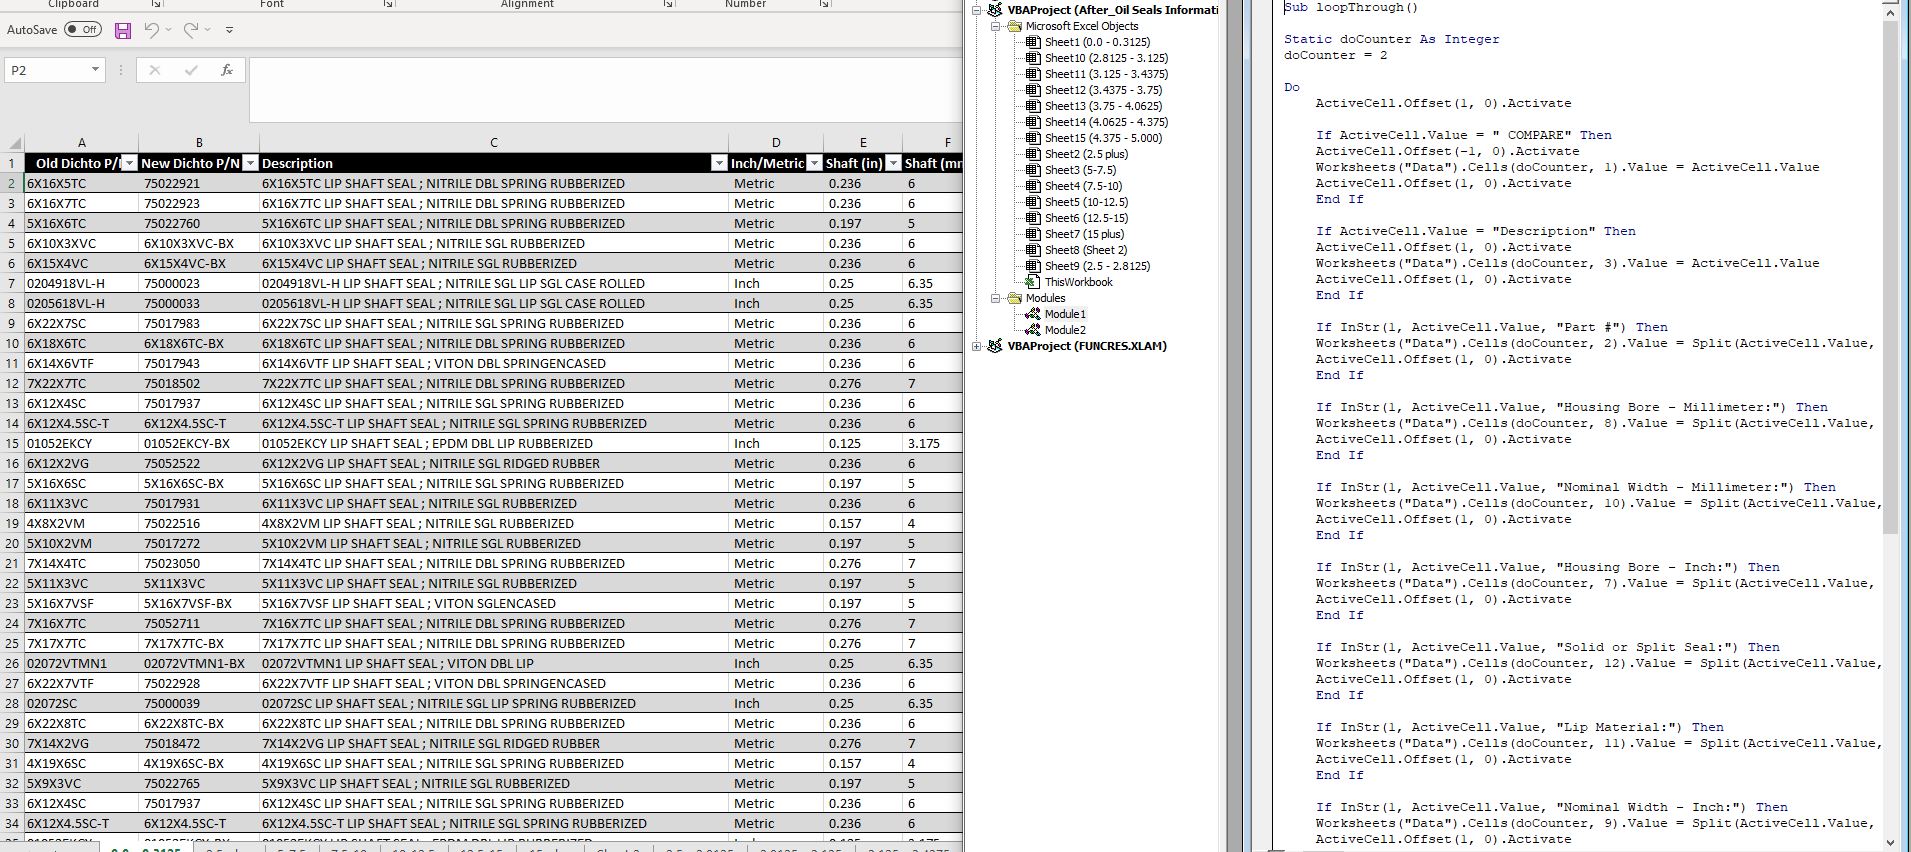 Clipboard Font Alignment Number
AutoSave Off
P2 fx
A B C D E F
1 Old Dichto P/ New Dichto P/N Description Inch/Metric Shaft (in) Shaft (mr
2 6X16X5TC 75022921 6X16X5TC LIP SHAFT SEAL ; NITRILE DBL SPRING RUBBERIZED Metric 0.236 6
3 6X16X7TC 75022923 6X16X7TC LIP SHAFT SEAL ; NITRILE DBL SPRING RUBBERIZED Metric 0.236 6
4 5X16X6TC 75022760 5X16X6TC LIP SHAFT SEAL ; NITRILE DBL SPRING RUBBERIZED Metric 0.197 5
5 6X10X3XVC 6X10X3XVC-BX 6X10X3XVC LIP SHAFT SEAL ; NITRILE SGL RUBBERIZED Metric 0.236 6
6 6X15X4VC 6X15X4VC-BX 6X15X4VC LIP SHAFT SEAL ; NITRILE SGL RUBBERIZED Metric 0.236 6
7 0204918VL-H 75000023 0204918VL-H LIP SHAFT SEAL ; NITRILE SGL LIP SGL CASE ROLLED Inch 0.25 6.35
8 0205618VL-H 75000033 0205618VL-H LIP SHAFT SEAL ; NITRILE SGL LIP SGL CASE ROLLED Inch 0.25 6.35
9 6X22X7SC 75017983 6X22X7SC LIP SHAFT SEAL ; NITRILE SGL SPRING RUBBERIZED Metric 0.236 6
10 6X18X6TC 6X18X6TC-BX 6X18X6TC LIP SHAFT SEAL ; NITRILE DBL SPRING RUBBERIZED Metric 0.236 6
11 6X14X6VTF 75017943 6X14X6VTF LIP SHAFT SEAL ; VITON DBL SPRINGENCASED Metric 0.236 6
12 7X22X7TC 75018502 7X22X7TC LIP SHAFT SEAL ; NITRILE DBL SPRING RUBBERIZED Metric 0.276 7
13 6X12X4SC 75017937 6X12X4SC LIP SHAFT SEAL ; NITRILE SGL SPRING RUBBERIZED Metric 0.236 6
14 6X12X4.5SC-T 6X12X4.5SC-T 6X12X4.5SC-T LIP SHAFT SEAL ; NITRILE SGL SPRING RUBBERIZED Metric 0.236 6
15 01052EKCY 01052EKCY-BX 01052EKCY LIP SHAFT SEAL ; EPDM DBL LIP RUBBERIZED Inch 0.125 3.175
16 6X12X2VG 75052522 6X12X2VG LIP SHAFT SEAL ; NITRILE SGL RIDGED RUBBER Metric 0.236 6
17 5X16X6SC 5X16X6SC-BX 5X16X6SC LIP SHAFT SEAL ; NITRILE SGL SPRING RUBBERIZED Metric 0.197 5
18 6X11X3VC 75017931 6X11X3VC LIP SHAFT SEAL ; NITRILE SGL RUBBERIZED Metric 0.236 6
19 4X8X2VM 75022516 4X8X2VM LIP SHAFT SEAL ; NITRILE SGL RUBBERIZED Metric 0.157 4
20 5X10X2VM 75017272 5X10X2VM LIP SHAFT SEAL ; NITRILE SGL RUBBERIZED Metric 0.197 5
21 7X14X4TC 75023050 7X14X4TC LIP SHAFT SEAL ; NITRILE DBL SPRING RUBBERIZED Metric 0.276 7
22 5X11X3VC 5X11X3VC 5X11X3VC LIP SHAFT SEAL ; NITRILE SGL RUBBERIZED Metric 0.197 5
23 5X16X7VSF 5X16X7VSF-BX 5X16X7VSF LIP SHAFT SEAL ; VITON SGLENCASED Metric 0.197 5
24 7X16X7TC 75052711 7X16X7TC LIP SHAFT SEAL ; NITRILE DBL SPRING RUBBERIZED Metric 0.276 7
25 7X17X7TC 7X17X7TC-BX 7X17X7TC LIP SHAFT SEAL ; NITRILE DBL SPRING RUBBERIZED Metric 0.276 7
26 02072VTMN1 02072VTMN1-BX 02072VTMN1 LIP SHAFT SEAL ; VITON DBL LIP Inch 0.25 6.35
27 6X22X7VTF 75022928 6X22X7VTF LIP SHAFT SEAL ; VITON DBL SPRINGENCASED Metric 0.236 6
28 02072SC 75000039 02072SC LIP SHAFT SEAL ; NITRILE SGL LIP SPRING RUBBERIZED Inch 0.25 6.35
29 6X22X8TC 6X22X8TC-BX 6X22X8TC LIP SHAFT SEAL ; NITRILE DBL SPRING RUBBERIZED Metric 0.236 6
30 7X14X2VG 75018472 7X14X2VG LIP SHAFT SEAL ; NITRILE SGL RIDGED RUBBER Metric 0.276 7
31 4X19X6SC 4X19X6SC-BX 4X19X6SC LIP SHAFT SEAL ; NITRILE SGL SPRING RUBBERIZED Metric 0.157 4
32 5X9X3VC 75022765 5X9X3VC LIP SHAFT SEAL ; NITRILE SGL RUBBERIZED Metric 0.197 5
33 6X12X4SC 75017937 6X12X4SC LIP SHAFT SEAL ; NITRILE SGL SPRING RUBBERIZED Metric 0.236 6
34 6X12X4.5SC-T 6X12X4.5SC-T 6X12X4.5SC-T LIP SHAFT SEAL ; NITRILE SGL SPRING RUBBERIZED Metric 0.236 6
VBAProject (After_Oil Seals Informati
Microsoft Excel Objects
Sheet1 (0.0 - 0.3125)
Sheet10 (2.8125 - 3.125)
Sheet11 (3.125 - 3.4375)
Sheet12 (3.4375 - 3.75)
Sheet13 (3.75 - 4.0625)
Sheet14 (4.0625 - 4.375)
Sheet15 (4.375 - 5.000)
Sheet2 (2.5 plus)
Sheet3 (5-7.5)
Sheet4 (7.5-10)
Sheet5 (10-12.5)
Sheet6 (12.5-15)
Sheet7 (15 plus)
Sheet8 (Sheet 2)
Sheet9 (2.5 - 2.8125)
ThisWorkbook
Modules
Module1
Module2
VBAProject (FUNCRES.XLAM)
Sub loopThrough()
Static doCounter As Integer
doCounter = 2
Do
ActiveCell.Offset(1, 0).Activate
If ActiveCell.Value = " COMPARE" Then
ActiveCell.Offset(-1, 0).Activate
Worksheets("Data").Cells(doCounter, 1).Value = ActiveCell.Value
ActiveCell.Offset(1, 0).Activate
End If
If ActiveCell.Value = "Description" Then
ActiveCell.Offset(1, 0).Activate
Worksheets("Data").Cells(doCounter, 3).Value = ActiveCell.Value
ActiveCell.Offset(1, 0).Activate
End If
If InStr(1, ActiveCell.Value, "Part #") Then
Worksheets("Data").Cells(doCounter, 2).Value = Split(ActiveCell.Value,
ActiveCell.Offset(1, 0).Activate
End If
If InStr(1, ActiveCell.Value, "Housing Bore - Millimeter:") Then
Worksheets("Data").Cells(doCounter, 8).Value = Split(ActiveCell.Value,
ActiveCell.Offset(1, 0).Activate
End If
If InStr(1, ActiveCell.Value, "Nominal Width - Millimeter:") Then
Worksheets("Data").Cells(doCounter, 10).Value = Split(ActiveCell.Value,
ActiveCell.Offset(1, 0).Activate
End If
If InStr(1, ActiveCell.Value, "Housing Bore - Inch:") Then
Worksheets("Data").Cells(doCounter, 7).Value = Split(ActiveCell.Value,
ActiveCell.Offset(1, 0).Activate
End If
If InStr(1, ActiveCell.Value, "Solid or Split Seal:") Then
Worksheets("Data").Cells(doCounter, 12).Value = Split(ActiveCell.Value,
ActiveCell.Offset(1, 0).Activate
End If
If InStr(1, ActiveCell.Value, "Lip Material:") Then
Worksheets("Data").Cells(doCounter, 11).Value = Split(ActiveCell.Value,
ActiveCell.Offset(1, 0).Activate
End If
If InStr(1, ActiveCell.Value, "Nominal Width - Inch:") Then
Worksheets("Data").Cells(doCounter, 9).Value = Split(ActiveCell.Value,
ActiveCell.Offset(1, 0).Activate